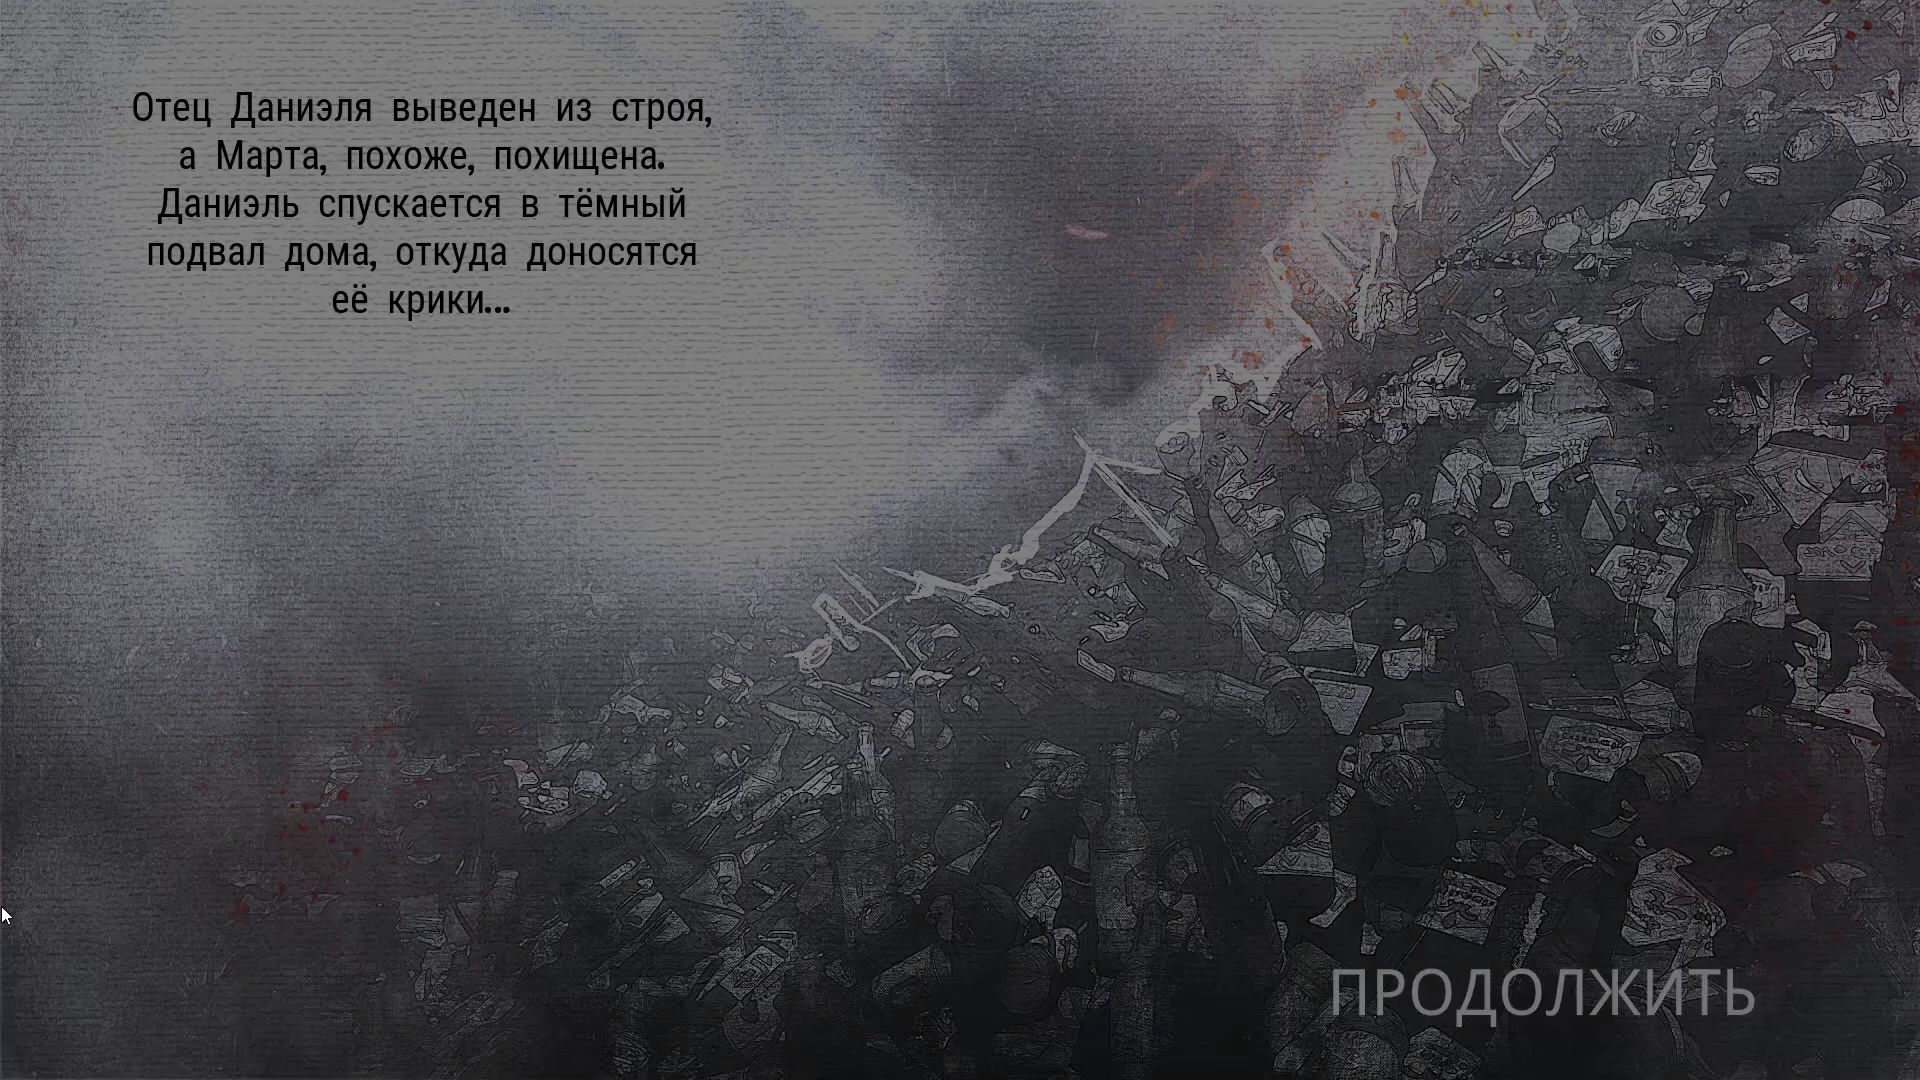 Отец Даниэля выведен из строя,
а Марта, похоже, похищена.
Даниэль спускается в тёмный
подвал дома, откуда доносятся
её крики...
ПРОДОЛЖИТЬ